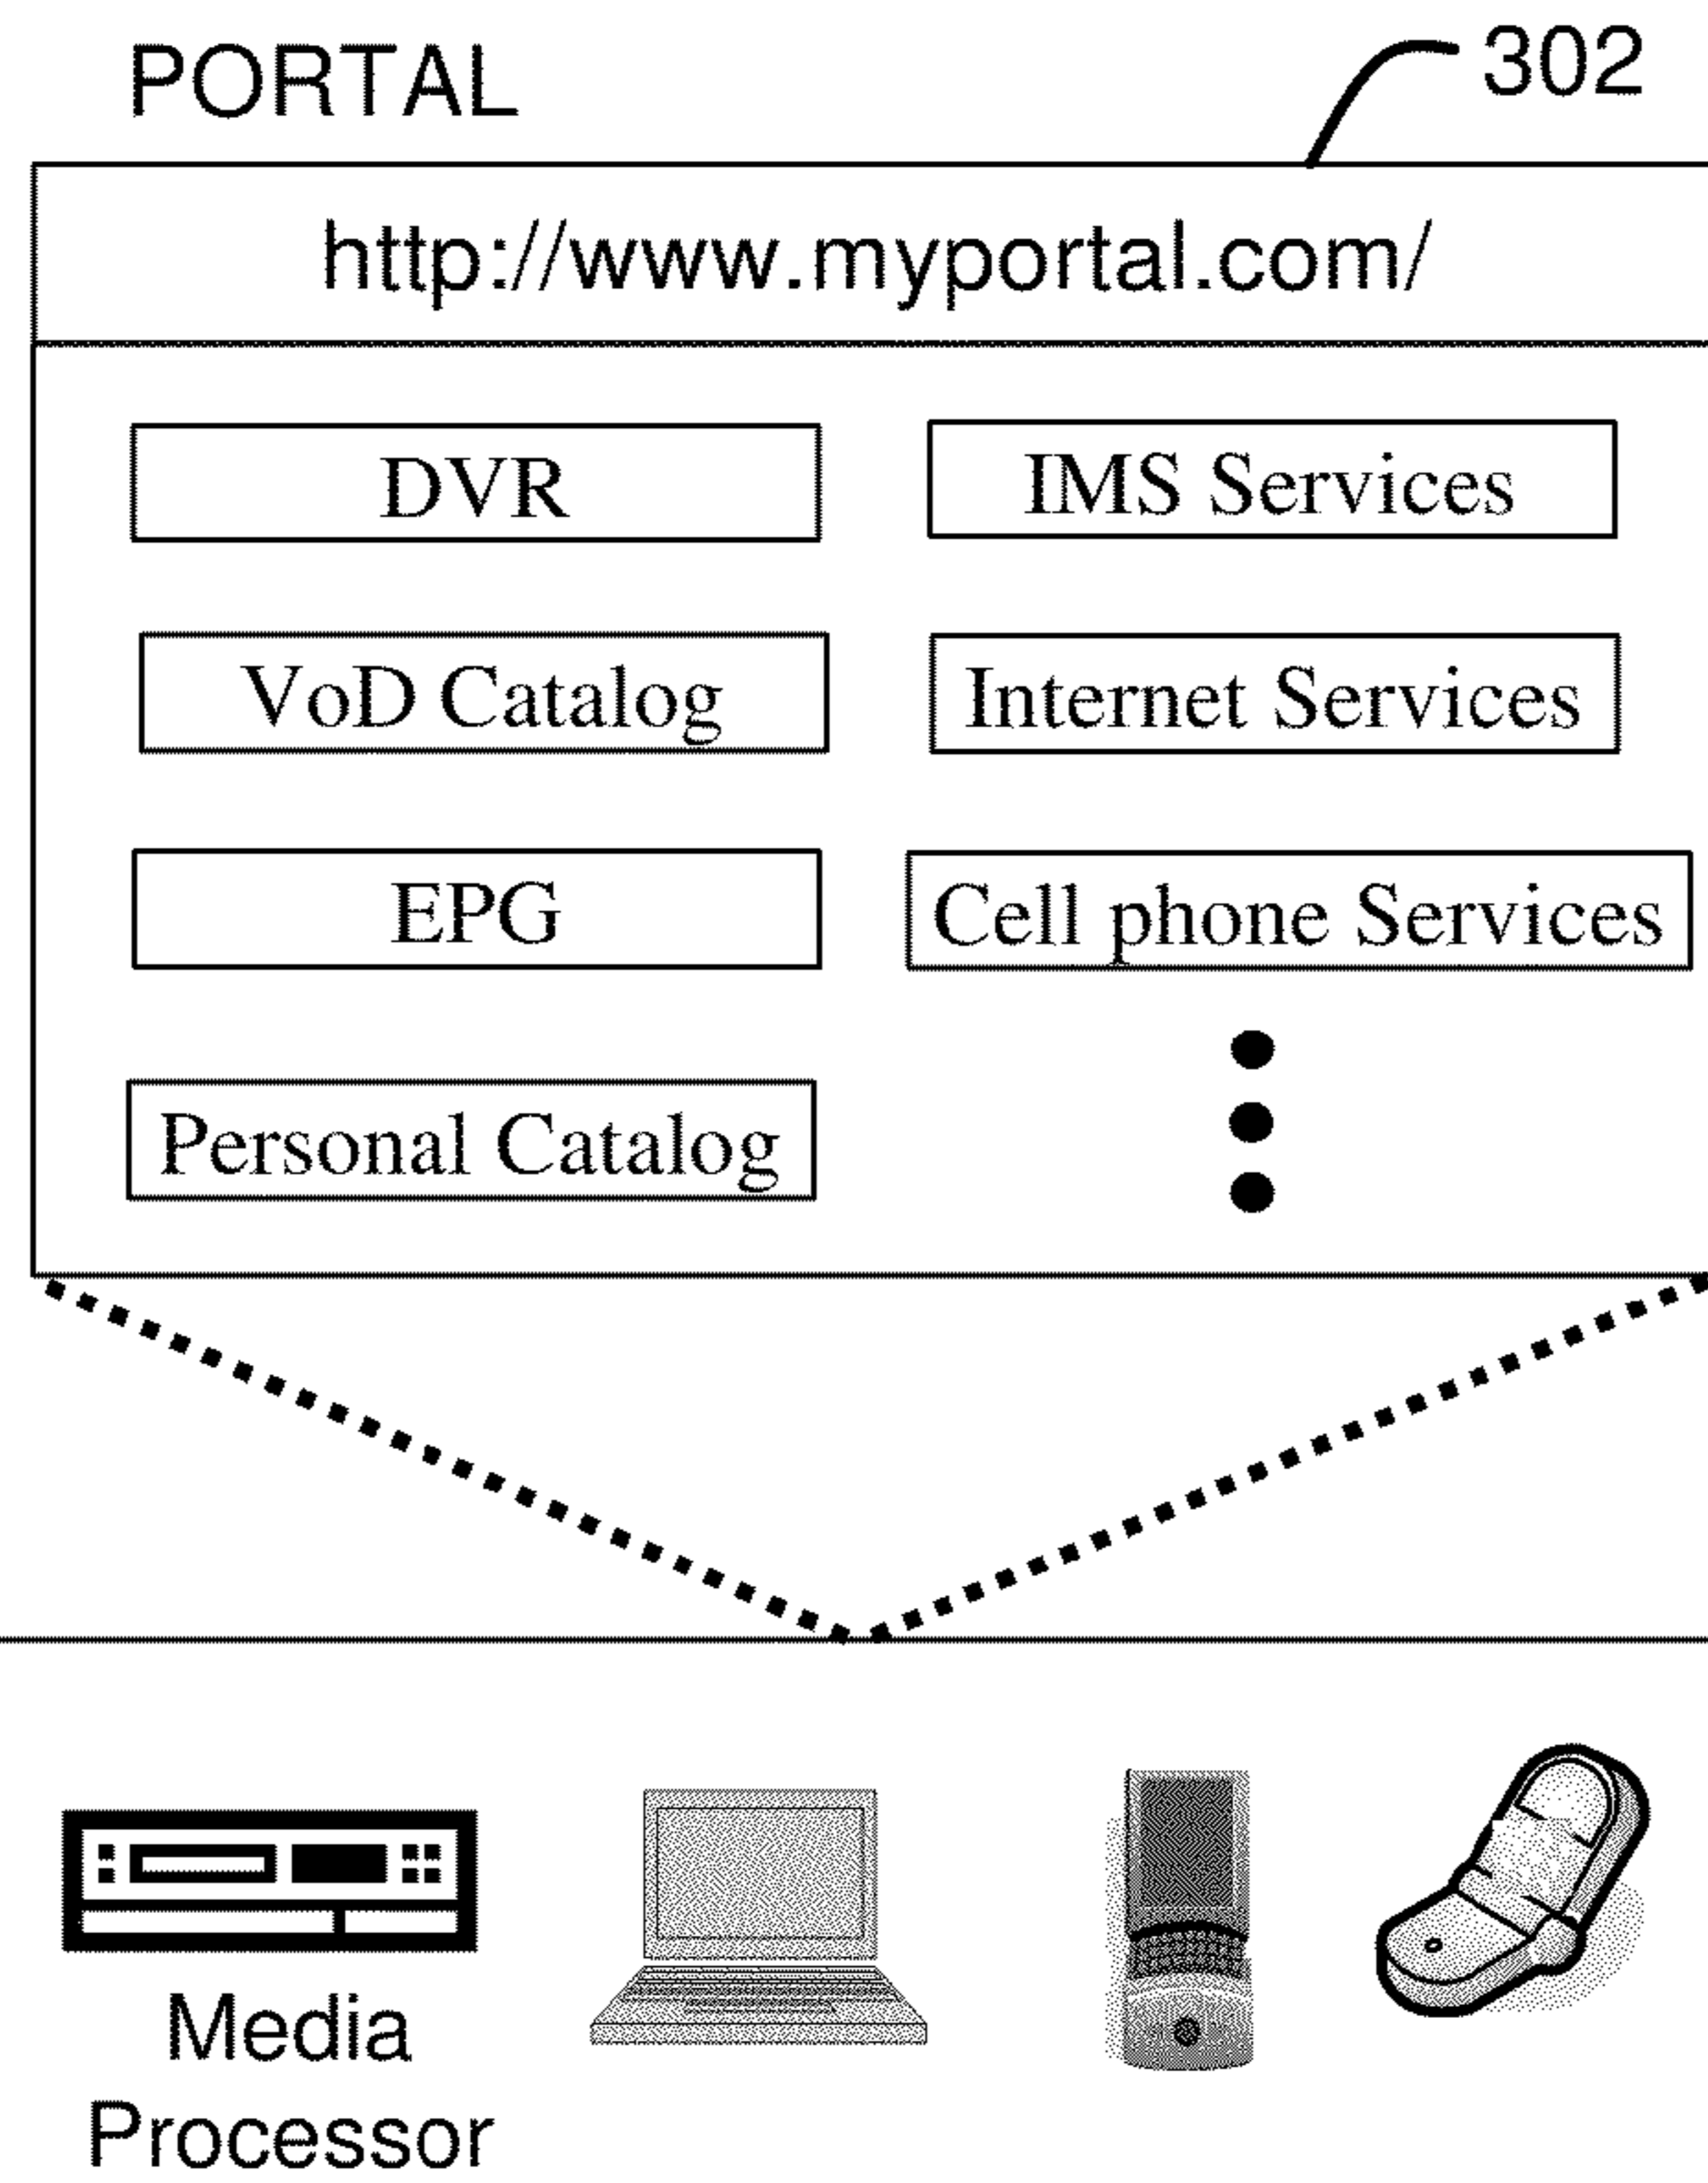 PORTAL
302
http://www.myportal.com/
DVR
IMS Services
VoD Catalog
Internet Services
EPG
Cell phone Services
Personal Catalog
Media
Processor